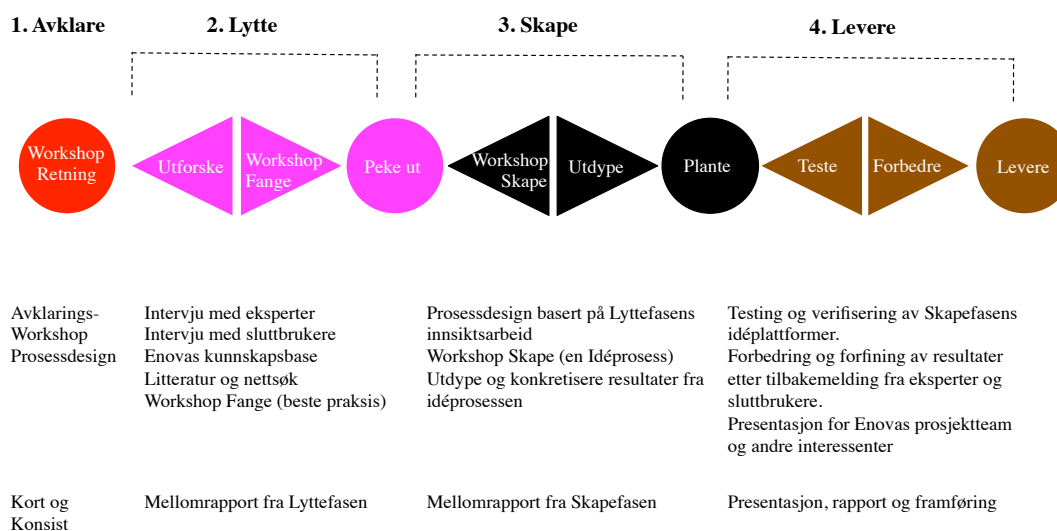 1. Avklare
2. Lytte
3. Skape
4. Levere
Workshop
Retning
Utforske
Workshop
Fange
Peke ut
Workshop
Skape
Utdype
Plante
Teste
Forbedre
Levere
Avklarings-
Workshop
Prosessdesign
Intervju med eksperter
Intervju med sluttbrukere
Enovas kunnskapsbase
Litteratur og nettsøk
Workshop Fange (beste praksis)
Prosessdesign basert på Lyttefasens
innsiktsarbeid
Workshop Skape (en Idéprosess)
Utdype og konkretisere resultater fra
idéprosessen
Testing og verifisering av Skapefasens
idéplattformer.
Forbedring og forfining av resultater
etter tilbakemelding fra eksperter og
sluttbrukere.
Presentasjon for Enovas prosjektteam
og andre interessenter
Kort og
Konsist
Mellomrapport fra Lyttefasen
Mellomrapport fra Skapefasen
Presentasjon, rapport og framføring